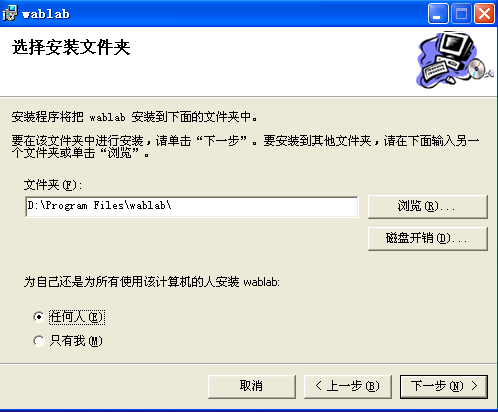 wablab
选择安装文件夹
安装程序将把 wablab 安装到下面的文件夹中。
要在该文件夹中进行安装，请单击“下一步”。要安装到其他文件夹，请在下面输入另一
个文件夹或单击“浏览”。
文件夹(F):
D:\Program Files\wablab\
浏览(R)...
磁盘开销(D)...
为自己还是为所有使用该计算机的人安装 wablab:
任何人(E)
只有我(M)
取消
< 上一步(B)
下一步(N) >